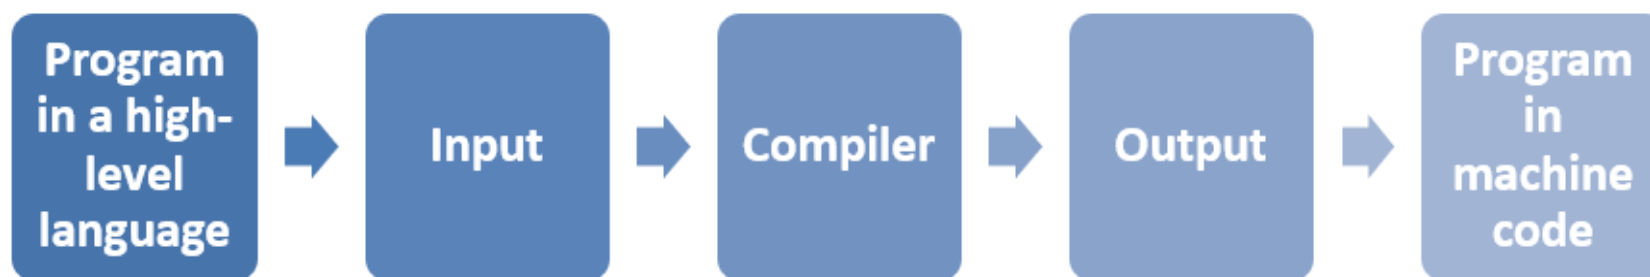 Program
in a high-
level
language
Input
Compiler
Output
Program
in
machine
code